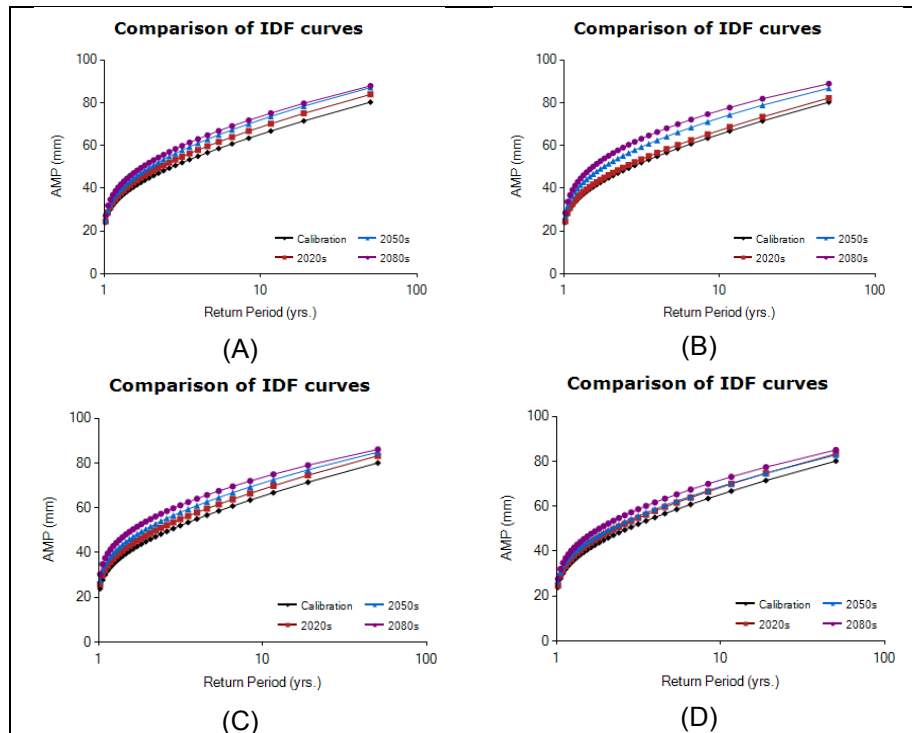 Comparison of IDF curves
100
80
60
40
20
0
AMP (mm)
Calibration
2050s
2020s
2080s
1
10
100
Return Period (yrs.)
(A)
Comparison of IDF curves
100
80
60
40
20
0
AMP (mm)
Calibration
2050s
2020s
2080s
1
10
100
Return Period (yrs.)
(B)
Comparison of IDF curves
100
80
60
40
20
0
AMP (mm)
Calibration
2050s
2020s
2080s
1
10
100
Return Period (yrs.)
(C)
Comparison of IDF curves
100
80
60
40
20
0
AMP (mm)
Calibration
2050s
2020s
2080s
1
10
100
Return Period (yrs.)
(D)